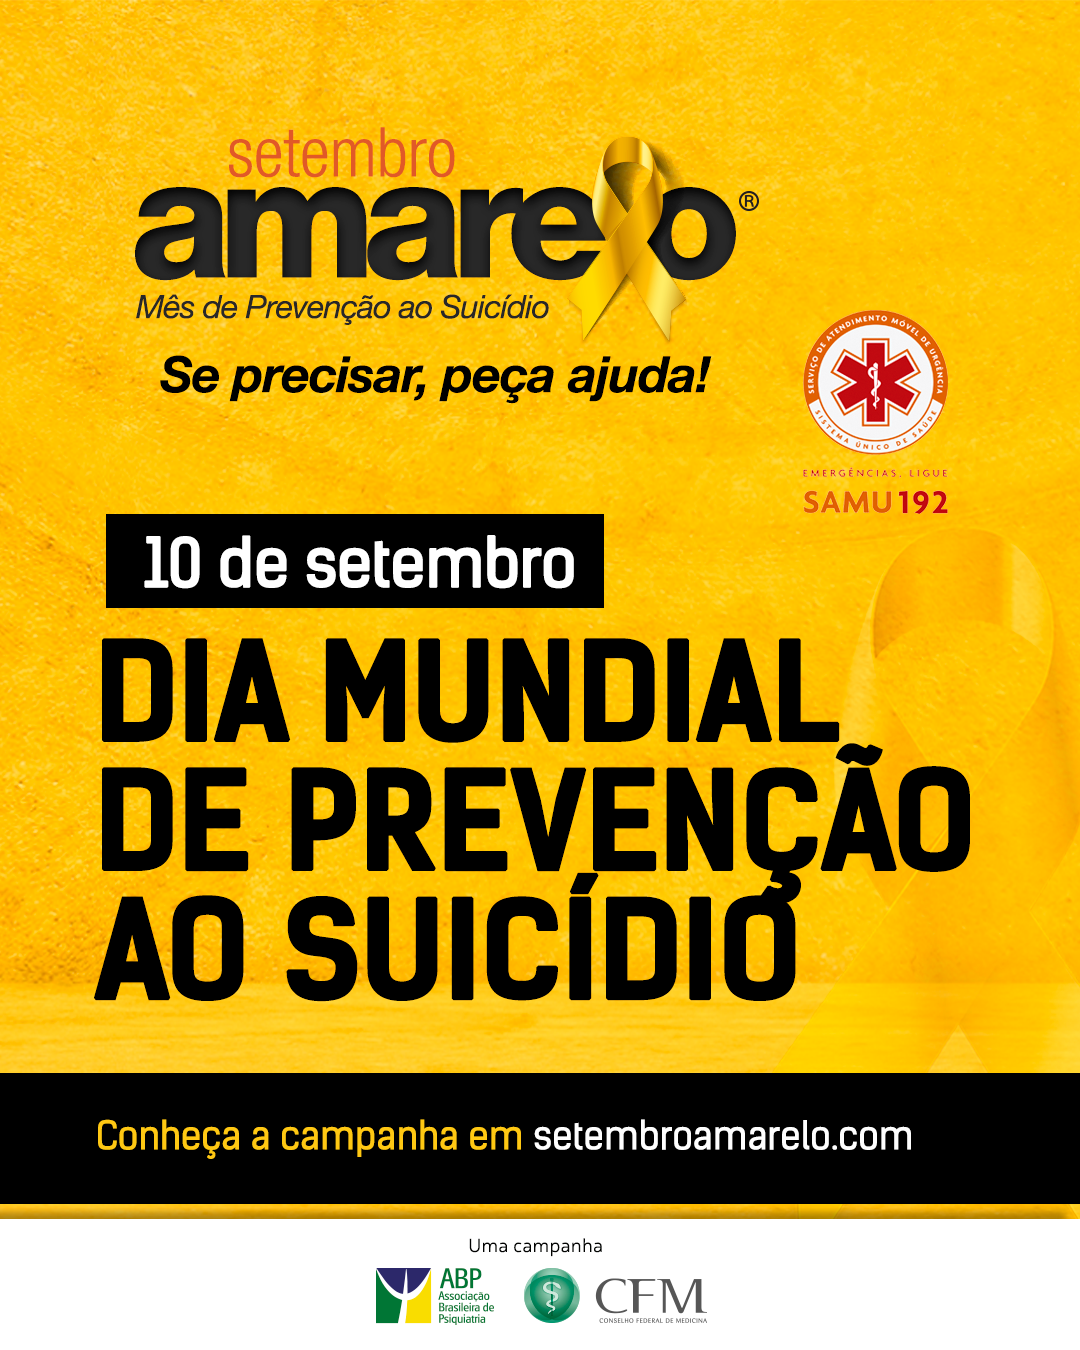 setembro
amarelo®
Mês de Prevenção ao Suicídio
Se precisar, peça ajuda!
SERVIÇO DE ATENDIMENTO MÓVEL DE URGÊNCIA
SISTEMA ÚNICO DE SAÚDE
EMERGÊNCIAS, LIGUE
SAMU 192
10 de setembro
DIA MUNDIAL
DE PREVENÇÃO
AO SUICÍDIO
Conheça a campanha em setembroamarelo.com
Uma campanha
ABP
Associação
Brasileira de
Psiquiatria
CFM
CONSELHO FEDERAL DE MEDICINA